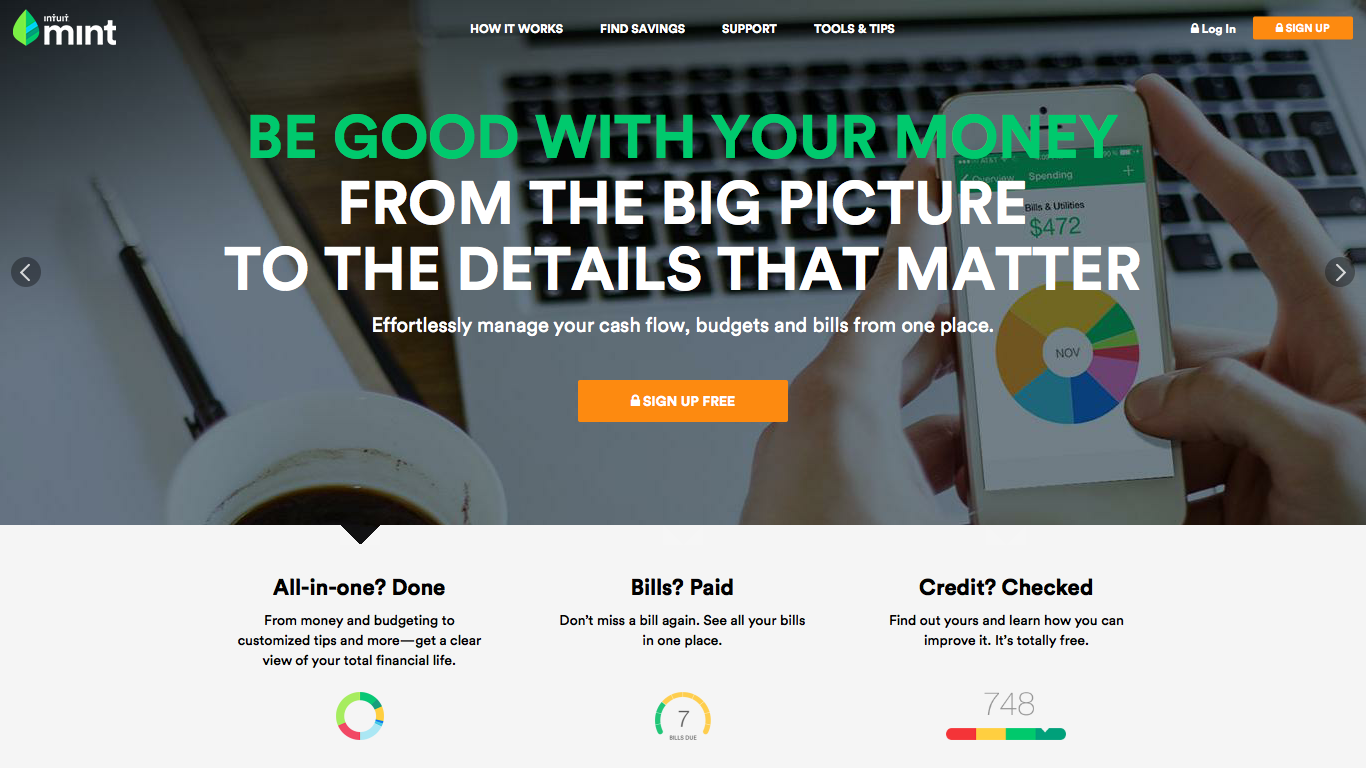 intuit
mint
HOW IT WORKS
FIND SAVINGS
SUPPORT
TOOLS & TIPS
Log In
SIGN UP
BE GOOD WITH YOUR MONEY
FROM THE BIG PICTURE
TO THE DETAILS THAT MATTER
Effortlessly manage your cash flow, budgets and bills from one place.
SIGN UP FREE
AT&T
Overview
Spending
+
Bills & Utilities
$472
NOV
All-in-one? Done
From money and budgeting to
customized tips and more—get a clear
view of your total financial life.
Bills? Paid
Don’t miss a bill again. See all your bills
in one place.
7
BILLS DUE
Credit? Checked
Find out yours and learn how you can
improve it. It’s totally free.
748